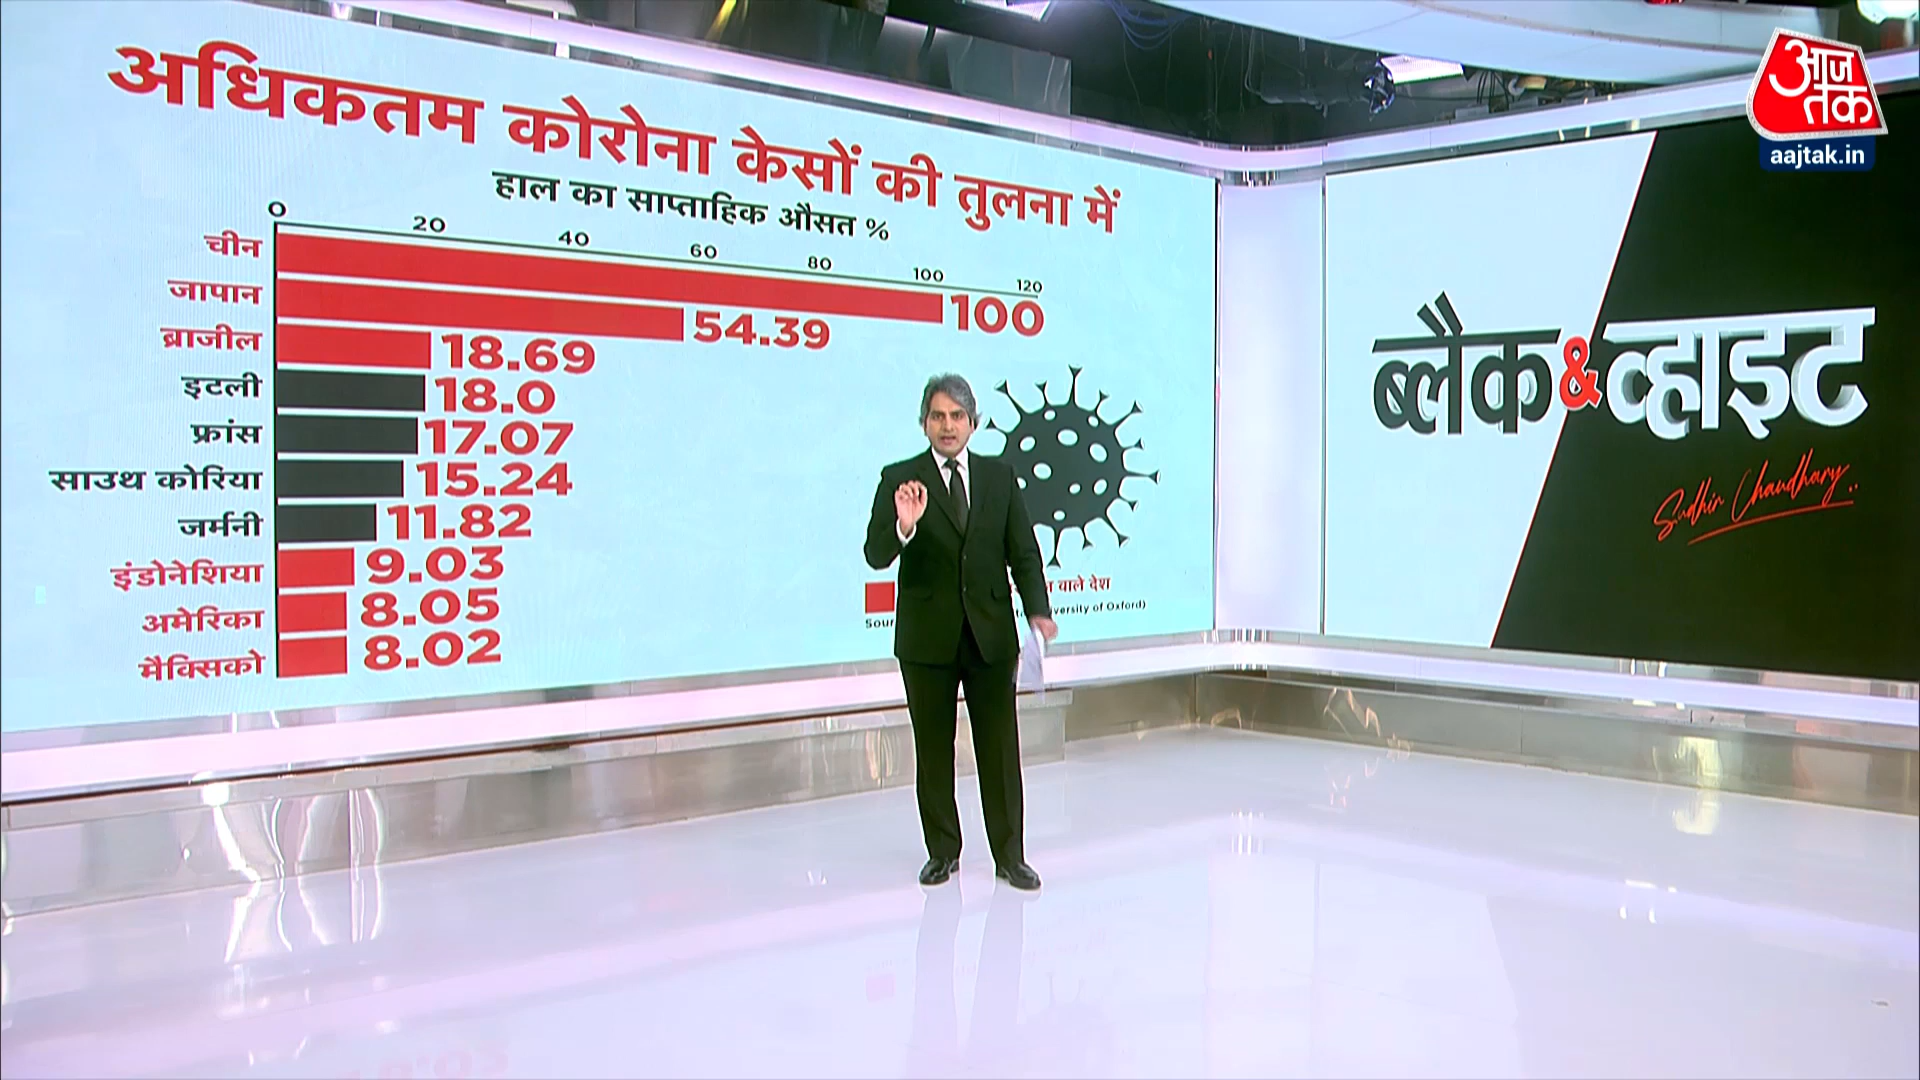 अधिकतम कोरोना केसों की तुलना में
हाल का साप्ताहिक औसत %
0 20 40 60 80 100 120
चीन 100
जापान 54.39
ब्राजील 18.69
इटली 18.0
फ्रांस 17.07
साउथ कोरिया 15.24
जर्मनी 11.82
इंडोनेशिया 9.03
अमेरिका 8.05
मैक्सिको 8.02
वाले देश
of Oxford)
आज तक
aajtak.in
ब्लैक&व्हाइट
Sudhir Chaudhary..